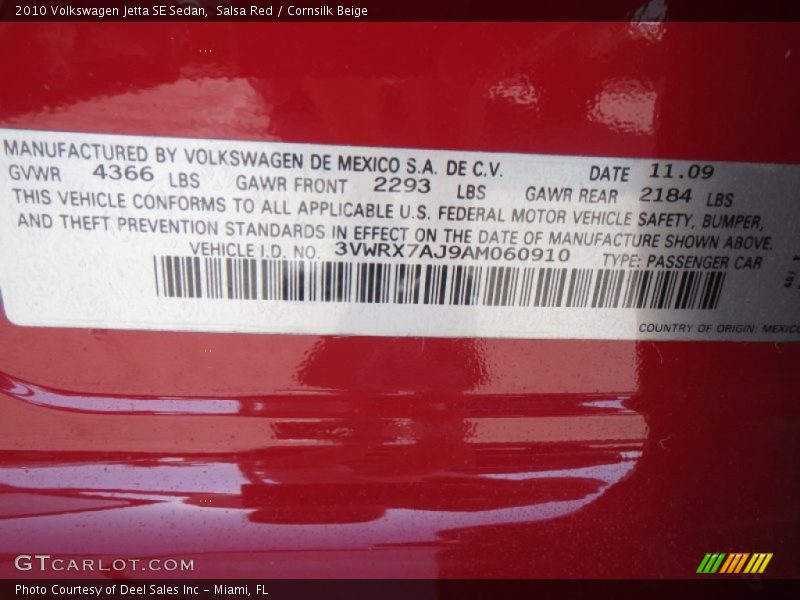 2010 Volkswagen Jetta SE Sedan,  Salsa Red / Cornsilk Beige
MANUFACTURED BY VOLKSWAGEN DE MEXICO S.A. DE C.V. DATE 11.09
GVWR 4366 LBS GAWR FRONT 2293 LBS GAWR REAR 2184 LBS
THIS VEHICLE CONFORMS TO ALL APPLICABLE U.S. FEDERAL MOTOR VEHICLE SAFETY, BUMPER,
AND THEFT PREVENTION STANDARDS IN EFFECT ON THE DATE OF MANUFACTURE SHOWN ABOVE.
VEHICLE I.D. NO. 3VWRX7AJ9AM060910 TYPE: PASSENGER CAR
COUNTRY OF ORIGIN: MEXICO
GTCARLOT.COM
Photo Courtesy of Deel Sales Inc - Miami, FL